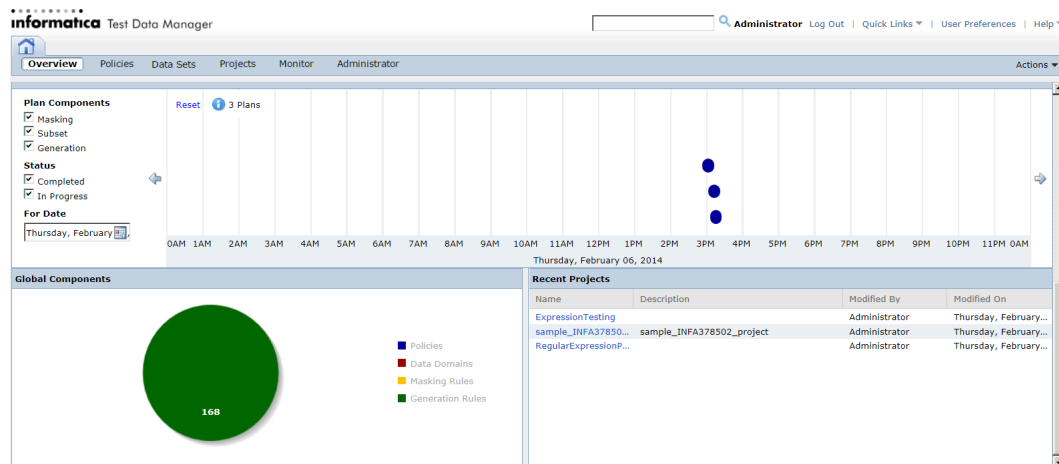 informatica Test Data Manager
Administrator Log Out | Quick Links | User Preferences | Help
Overview Policies Data Sets Projects Monitor Administrator Actions
Plan Components
Masking
Subset
Generation
Status
Completed
In Progress
For Date
Thursday, February
Reset 3 Plans
0AM 1AM 2AM 3AM 4AM 5AM 6AM 7AM 8AM 9AM 10AM 11AM 12PM 1PM 2PM 3PM 4PM 5PM 6PM 7PM 8PM 9PM 10PM 11PM 0AM
Thursday, February 06, 2014
Global Components
168
Policies
Data Domains
Masking Rules
Generation Rules
Recent Projects
Name Description Modified By Modified On
ExpressionTesting Administrator Thursday, February...
sample_INFA37850... sample_INFA378502_project Administrator Thursday, February...
RegularExpressionP... Administrator Thursday, February...